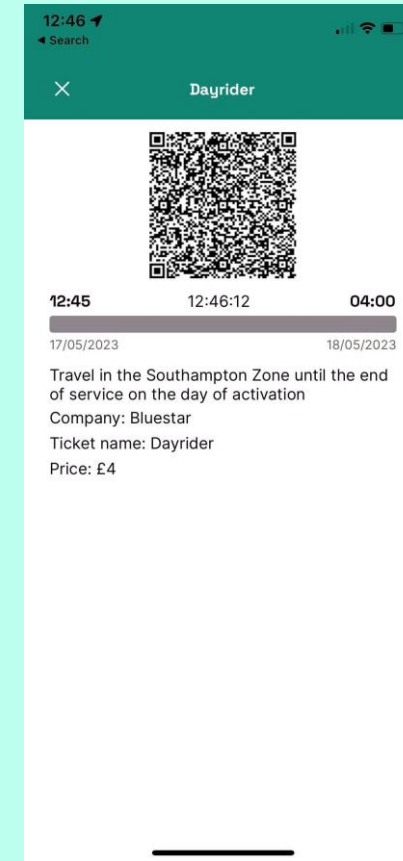 12:46
◀ Search
Dayrider
12:45 12:46:12 04:00
17/05/2023 18/05/2023
Travel in the Southampton Zone until the end
of service on the day of activation
Company: Bluestar
Ticket name: Dayrider
Price: £4